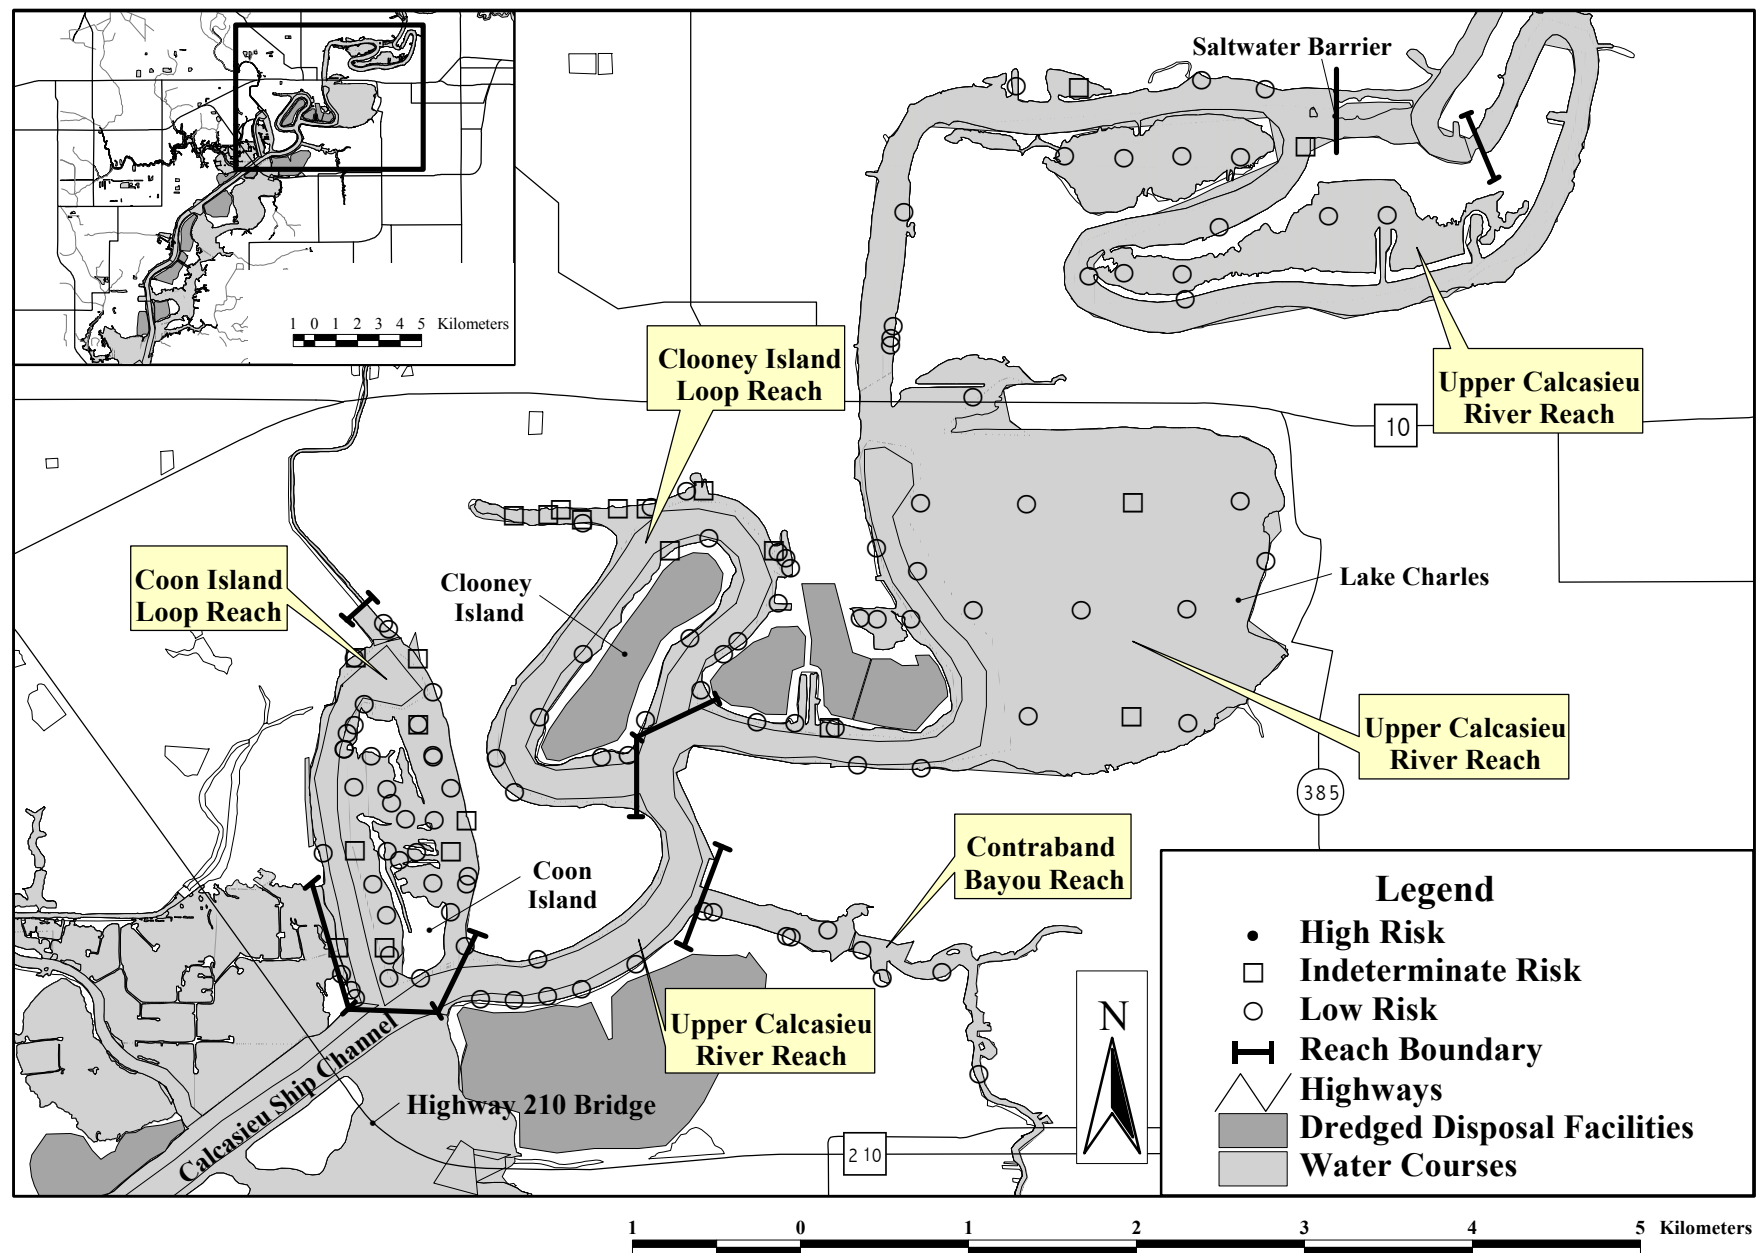 Saltwater Barrier
1 0 1 2 3 4 5 Kilometers
Clooney Island
Loop Reach
Upper Calcasieu
River Reach
10
Coon Island
Loop Reach
Clooney
Island
Lake Charles
Upper Calcasieu
River Reach
385
Contraband
Bayou Reach
Coon
Island
Upper Calcasieu
River Reach
Calcasieu Ship Channel
Highway 210 Bridge
210
N
Legend
High Risk
Indeterminate Risk
Low Risk
Reach Boundary
Highways
Dredged Disposal Facilities
Water Courses
1 0 1 2 3 4 5 Kilometers